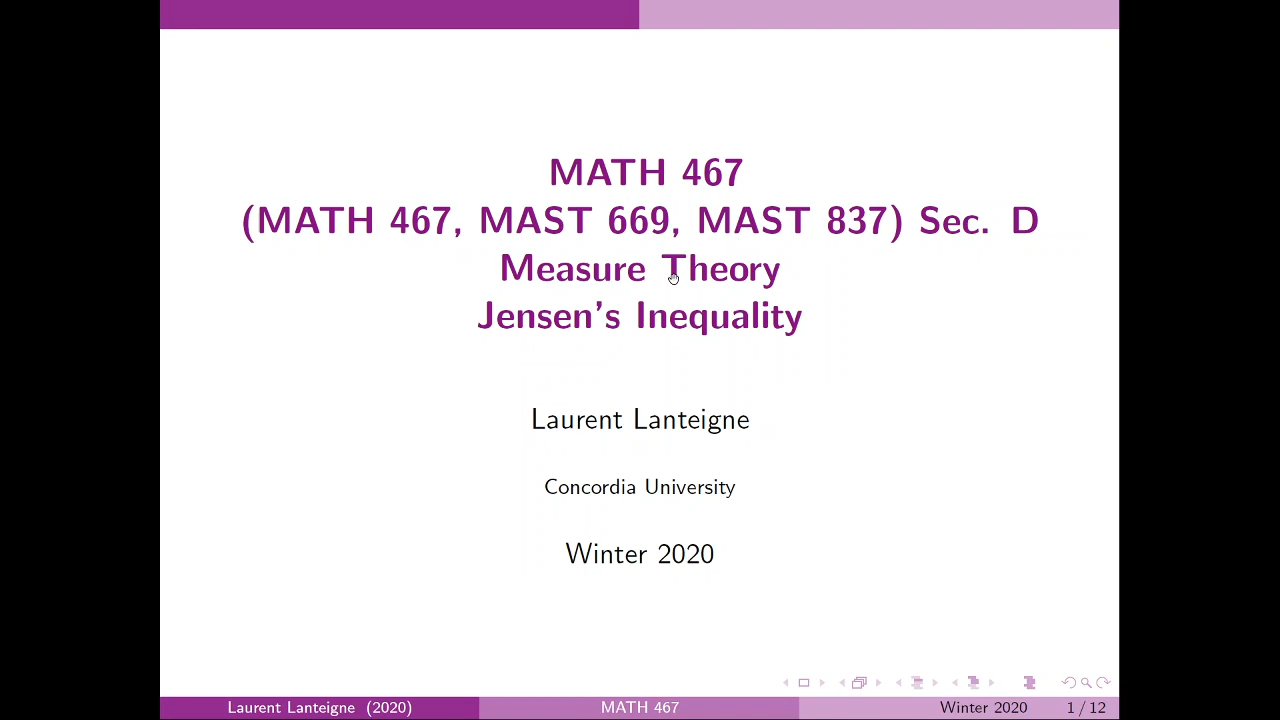 MATH 467
(MATH 467, MAST 669, MAST 837) Sec. D
Measure Theory
Jensen's Inequality
Laurent Lanteigne
Concordia University
Winter 2020
Laurent Lanteigne (2020) MATH 467 Winter 2020 1 / 12